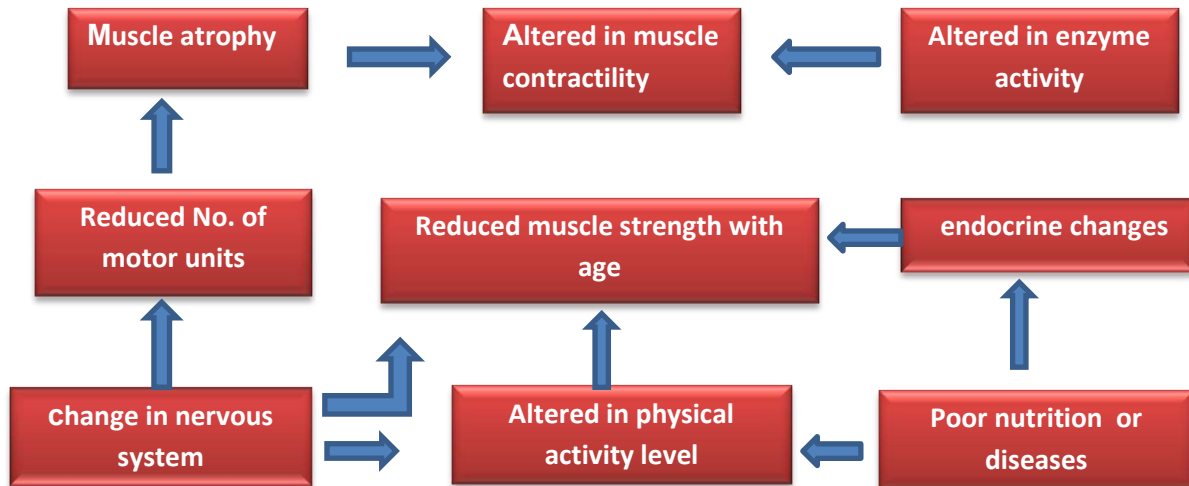 Muscle atrophy
Altered in muscle
contractility
Altered in enzyme
activity
Reduced No. of
motor units
Reduced muscle strength with
age
endocrine changes
change in nervous
system
Altered in physical
activity level
Poor nutrition or
diseases